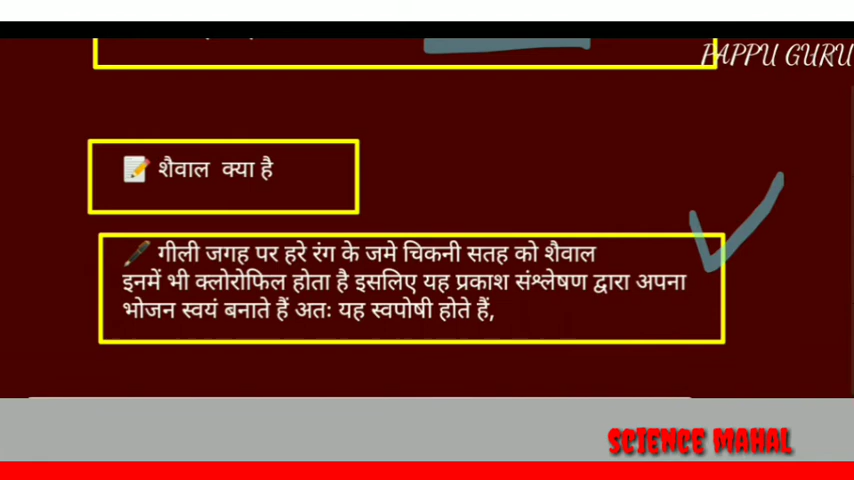 PAPPU GURU
📝 शैवाल क्या है
🖋️ गीली जगह पर हरे रंग के जमे चिकनी सतह को शैवाल
इनमें भी क्लोरोफिल होता है इसलिए यह प्रकाश संश्लेषण द्वारा अपना
भोजन स्वयं बनाते हैं अतः यह स्वपोषी होते हैं,
SCIENCE MAHAL